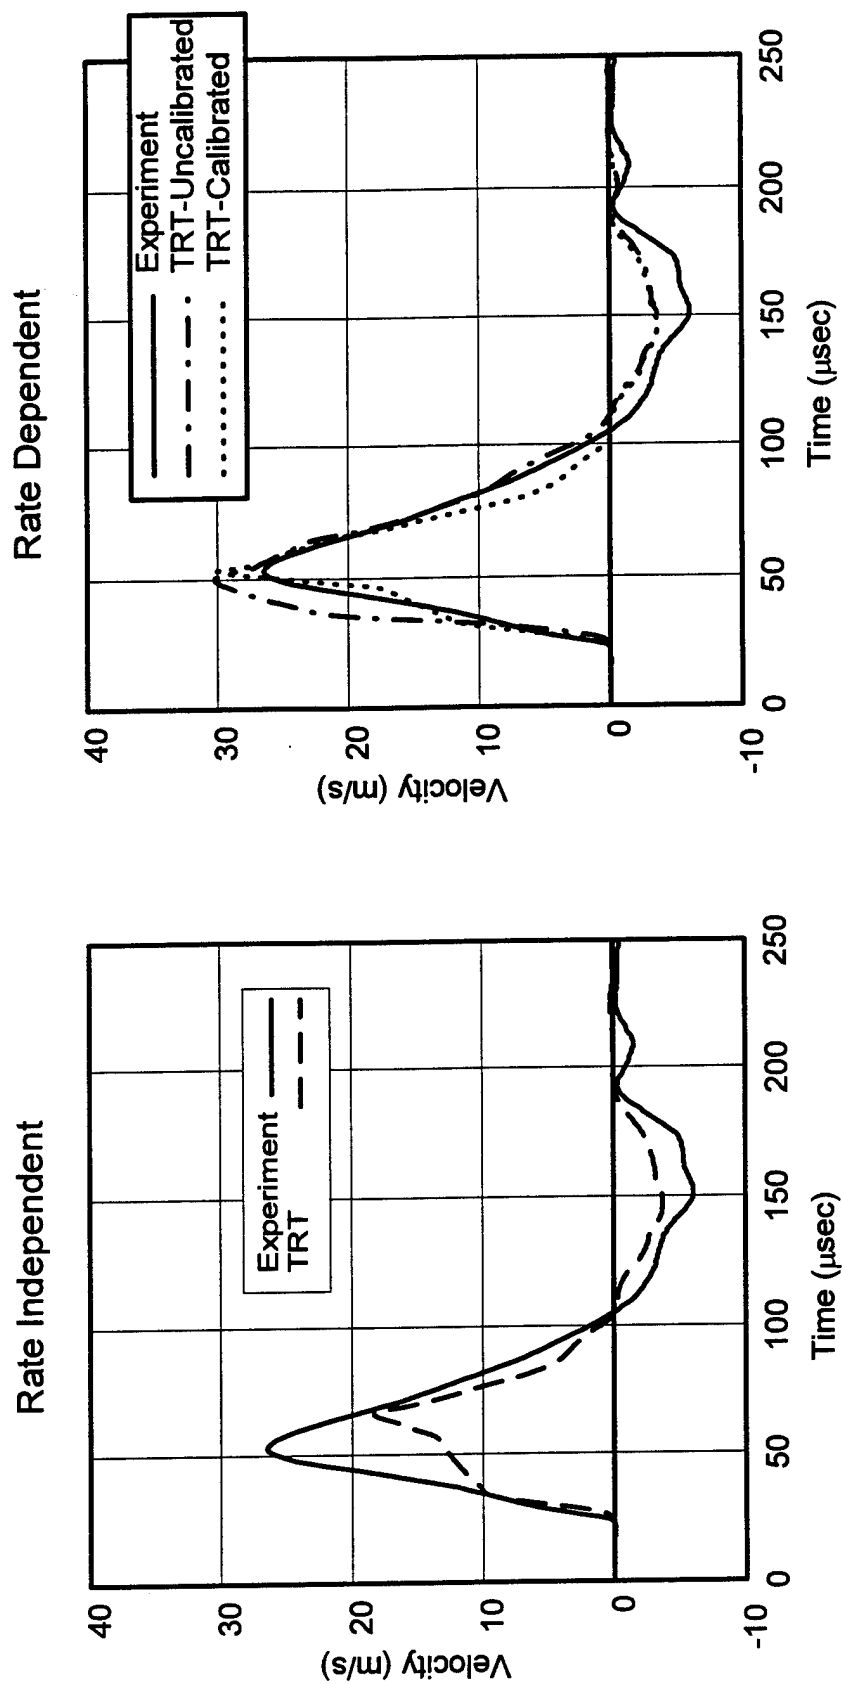 Rate Independent
40
30
20
10
0
-10
Velocity (m/s)
Experiment
TRT
0
50
100
150
200
250
Time (µsec)
Rate Dependent
40
30
20
10
0
-10
Velocity (m/s)
Experiment
TRT-Uncalibrated
TRT-Calibrated
0
50
100
150
200
250
Time (µsec)